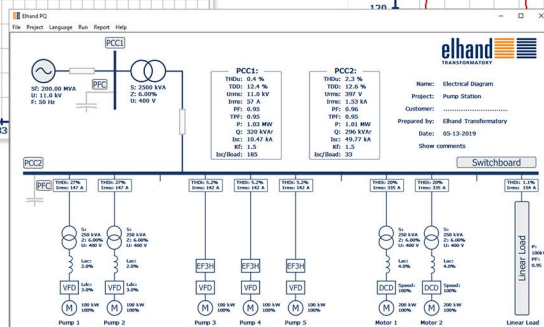 120
Elhand PQ
File Project Language Run Report Help
elhand
TRANSFORMATORY
PCC1
PFC
Sf: 200.00 MVA
U: 11.0 kV
F: 50 Hz
S: 2500 kVA
Z: 6.00%
U: 400 V
PCC1:
THDu: 0.4 %
TDD: 12.4 %
Urms: 11.0 kV
Irms: 57 A
PF: 0.95
TPF: 0.95
P: 1.03 MW
Q: 320 kVAr
Isc: 10.47 kA
Kf: 1.5
Isc/Iload: 185
PCC2:
THDu: 2.3 %
TDD: 12.6 %
Urms: 397 V
Irms: 1.53 kA
PF: 0.96
TPF: 0.95
P: 1.01 MW
Q: 296 kVAr
Isc: 49.77 kA
Kf: 1.5
Isc/Iload: 33
Name: Electrical Diagram
Project: Pump Station
Customer: ..........................
Prepared by: Elhand Transformatory
Date: 05-13-2019
Show comments
Switchboard
PCC2
PFC
THDi: 27%
Irms: 147 A
THDi: 27%
Irms: 147 A
THDi: 5.2%
Irms: 142 A
THDi: 5.2%
Irms: 142 A
THDi: 5.2%
Irms: 142 A
THDi: 20%
Irms: 335 A
THDi: 20%
Irms: 335 A
THDi: 1.1%
Irms: 154 A
S:
250 kVA
Z: 6.00%
U: 400 V
S:
250 kVA
Z: 6.00%
U: 400 V
S:
250 kVA
Z: 6.00%
U: 400 V
S:
250 kVA
Z: 6.00%
U: 400 V
Lac:
2.0%
Lac:
2.0%
Lac:
4.0%
Lac:
4.0%
EF3H
EF3H
EF3H
VFD
Ldc:
3.0%
VFD
Ldc:
3.0%
VFD
VFD
VFD
DCD
Speed:
100%
DCD
Speed:
100%
Linear Load
P:
100k
PF:
0.95
M
100 kW
100%
M
100 kW
100%
M
100 kW
100%
M
100 kW
100%
M
100 kW
100%
M
200 kW
100%
M
200 kW
100%
Pump 1
Pump 2
Pump 3
Pump 4
Pump 5
Motor 1
Motor 2
Linear Load